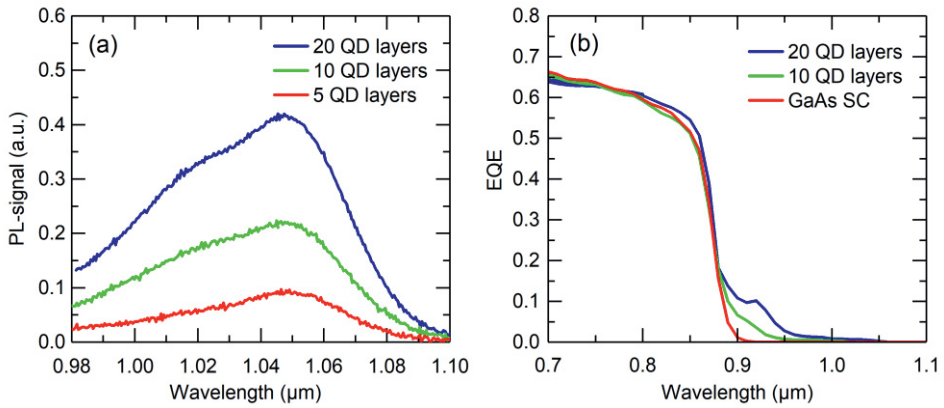 (a)
20 QD layers
10 QD layers
5 QD layers
PL-signal (a.u.)
0.6
0.5
0.4
0.3
0.2
0.1
0.0
0.98 1.00 1.02 1.04 1.06 1.08 1.10
Wavelength (µm)
(b)
20 QD layers
10 QD layers
GaAs SC
EQE
0.8
0.7
0.6
0.5
0.4
0.3
0.2
0.1
0.0
0.7 0.8 0.9 1.0 1.1
Wavelength (µm)